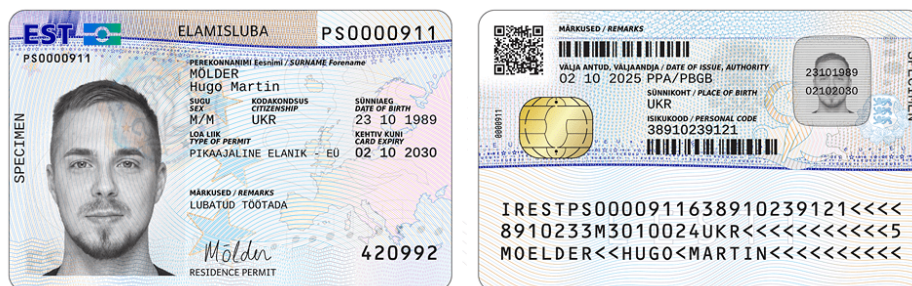 EST
ELAMISLUBA
PS0000911
PS0000911
PEREKONNANIMI Eesnimi / SURNAME Forename
MÖLDER
Hugo Martin
SUGU KODAKONDSUS SÜNNIAEG
SEX CITIZENSHIP DATE OF BIRTH
M/M UKR 23 10 1989
LOA LIIK KEHTIV KUNI
TYPE OF PERMIT CARD EXPIRY
PIKAAJALINE ELANIK - EÜ 02 10 2030
MÄRKUSED / REMARKS
LUBATUD TÖÖTADA
SPECIMEN
Mölder
RESIDENCE PERMIT
420992
MÄRKUSED / REMARKS
VÄLJA ANTUD, VÄLJAANDJA / DATE OF ISSUE, AUTHORITY
02 10 2025 PPA/PBGB
SÜNNIKOHT / PLACE OF BIRTH
UKR
ISIKUKOOD / PERSONAL CODE
38910239121
0000911
23101989
02102030
SPECIMEN
IRESTPS0000911638910239121<<<<
8910233M3010024UKR<<<<<<<<<<<5
MOELDER<<HUGO<MARTIN<<<<<<<<<<